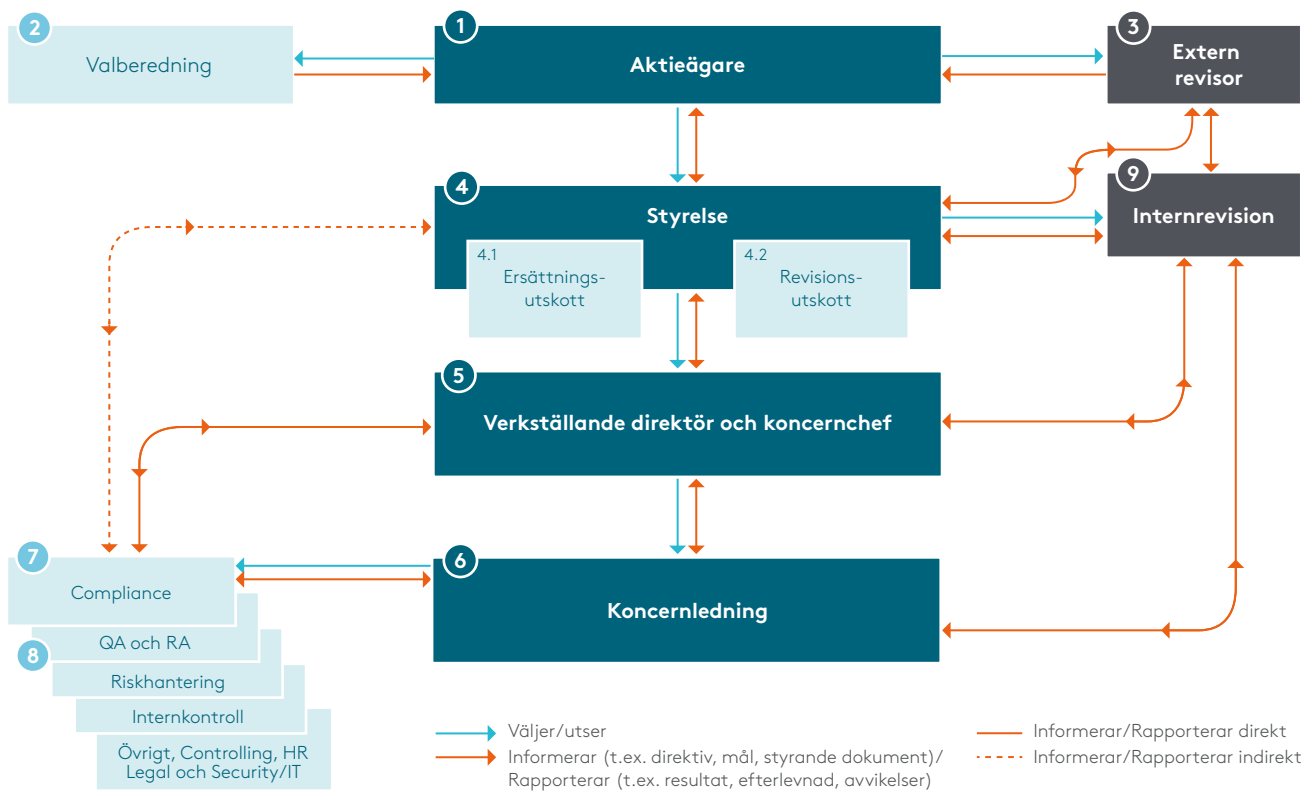 2
Valberedning
1
Aktieägare
3
Extern
revisor
4
Styrelse
4.1
Ersättnings-
utskott
4.2
Revisions-
utskott
9
Internrevision
5
Verkställande direktör och koncernchef
6
Koncernledning
7
Compliance
QA och RA
8
Riskhantering
Internkontroll
Övrigt, Controlling, HR
Legal och Security/IT
Väljer/utser
Informerar (t.ex. direktiv, mål, styrande dokument)/
Rapporterar (t.ex. resultat, efterlevnad, avvikelser)
Informerar/Rapporterar direkt
Informerar/Rapporterar indirekt